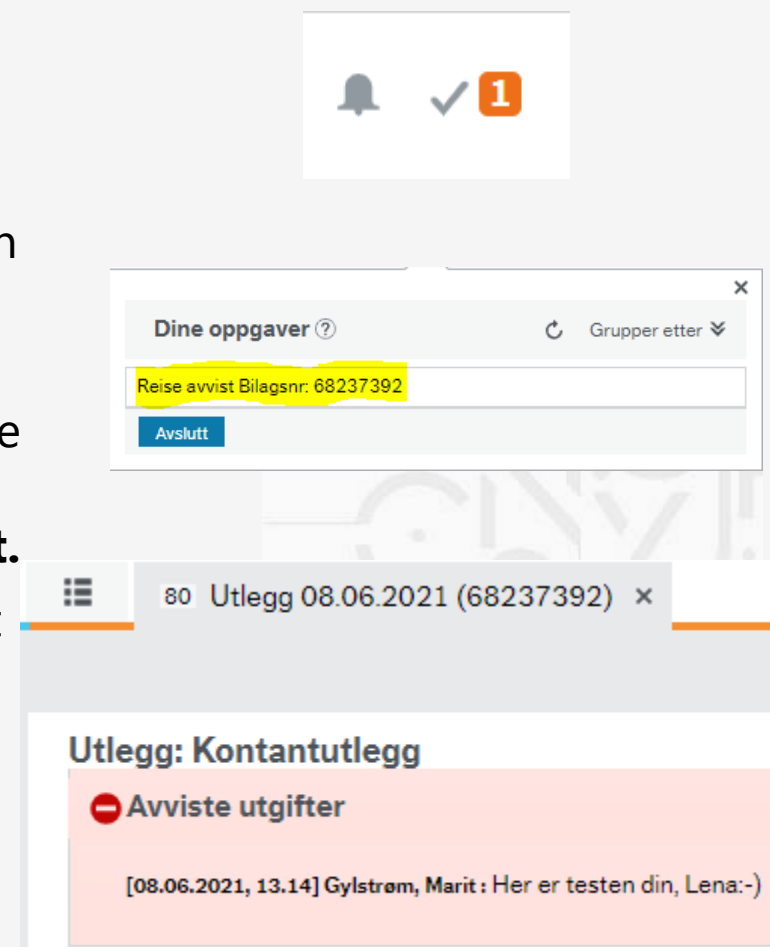 1
n
Dine oppgaver ? Grupper etter
e
Reise avvist Bilagsnr: 68237392
Avslutt
t.
80 Utlegg 08.06.2021 (68237392) ×
Utlegg: Kontantutlegg
Avviste utgifter
[08.06.2021, 13.14] Gylstrøm, Marit : Her er testen din, Lena:-)